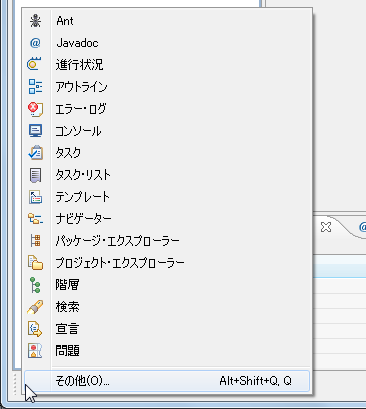 Ant
@ Javadoc
進行状況
アウトライン
エラー・ログ
コンソール
タスク
タスク・リスト
テンプレート
ナビゲーター
パッケージ・エクスプローラー
プロジェクト・エクスプローラー
階層
検索
宣言
問題
その他(O)... Alt+Shift+Q, Q
@